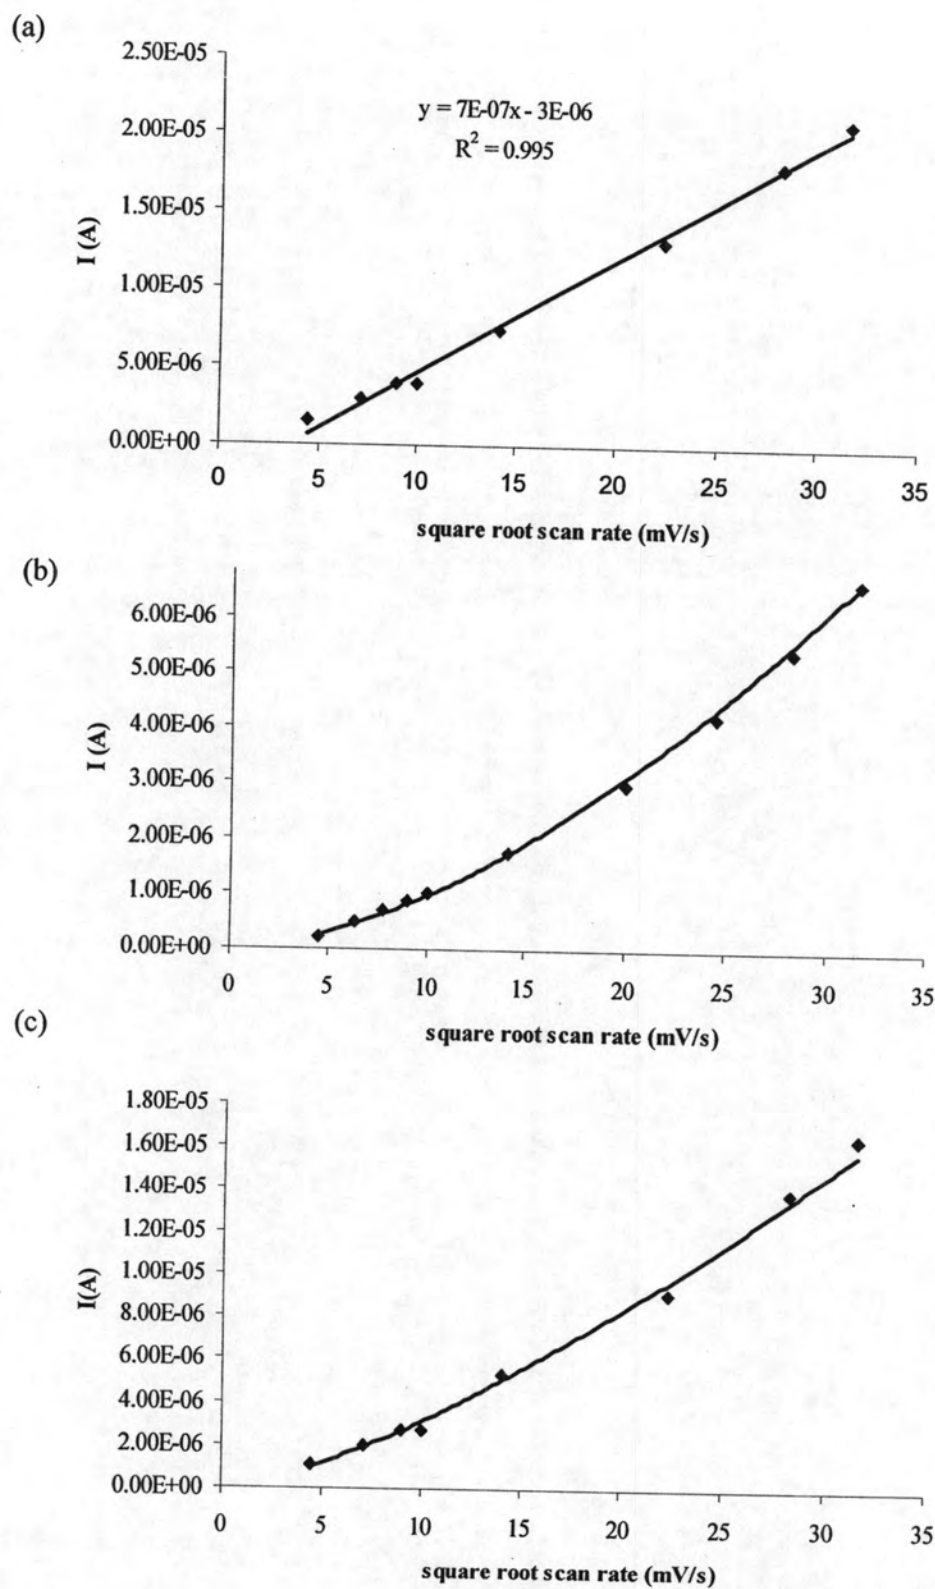 (a)
2.50E-05
2.00E-05
1.50E-05
1.00E-05
5.00E-06
0.00E+00
I (A)
y = 7E-07x - 3E-06
R² = 0.995
0 5 10 15 20 25 30 35
square root scan rate (mV/s)
(b)
6.00E-06
5.00E-06
4.00E-06
3.00E-06
2.00E-06
1.00E-06
0.00E+00
I (A)
0 5 10 15 20 25 30 35
square root scan rate (mV/s)
(c)
1.80E-05
1.60E-05
1.40E-05
1.20E-05
1.00E-05
8.00E-06
6.00E-06
4.00E-06
2.00E-06
0.00E+00
I(A)
0 5 10 15 20 25 30 35
square root scan rate (mV/s)